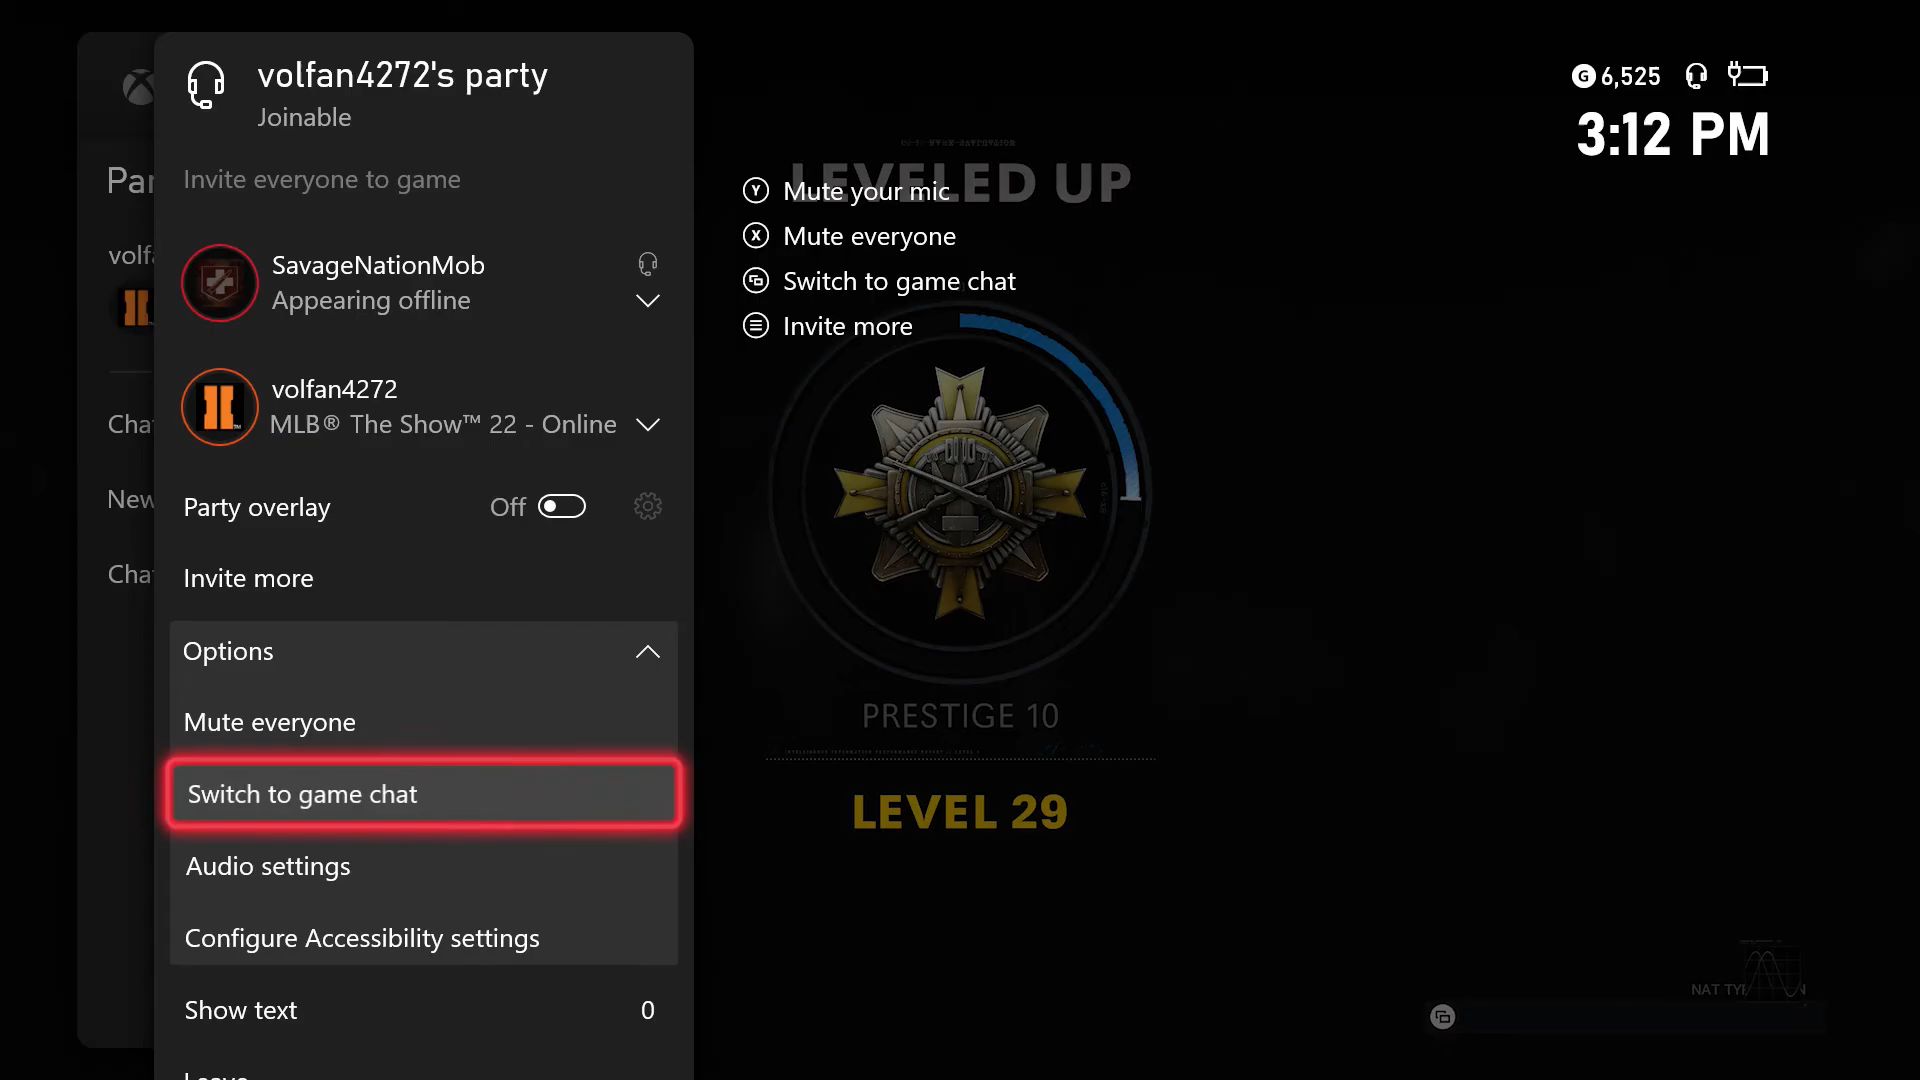 volfan4272's party
Joinable
Invite everyone to game
SavageNationMob
Appearing offline
volfan4272
MLB® The Show™ 22 - Online
Party overlay
Off
Invite more
Options
Mute everyone
Switch to game chat
Audio settings
Configure Accessibility settings
Show text
0
Leave
Par
volf
Cha
New
Cha
G 6,525
3:12 PM
LEVELED UP
Y Mute your mic
X Mute everyone
Switch to game chat
Invite more
PRESTIGE 10
LEVEL 29
NAT TY